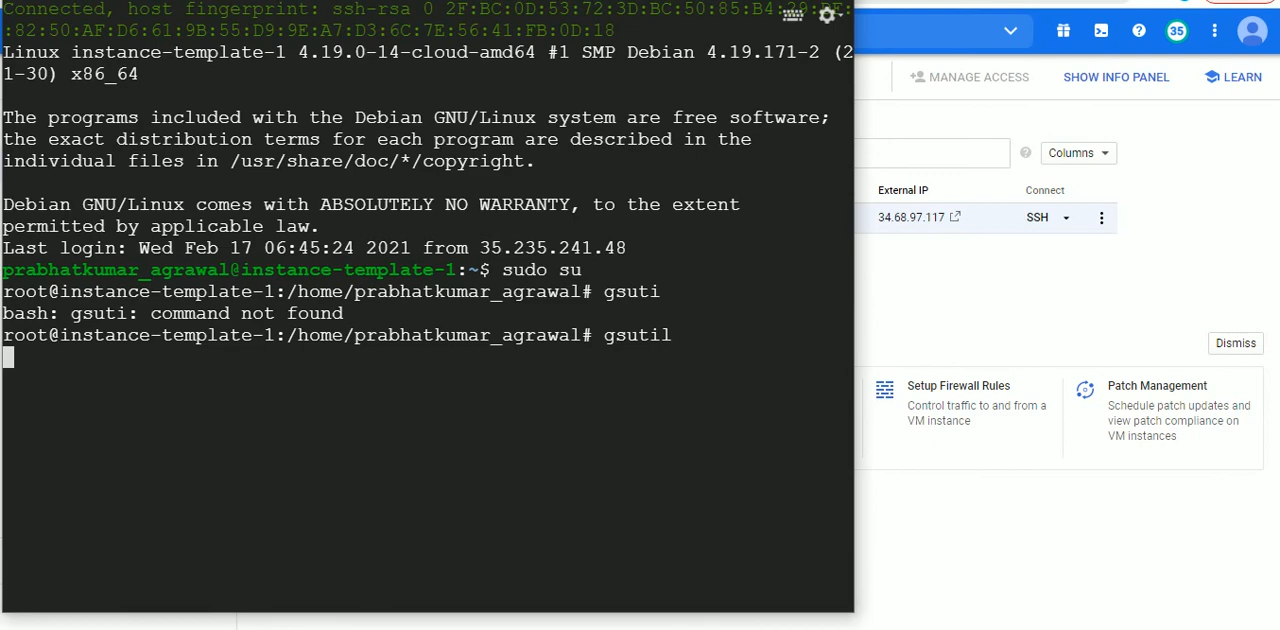 Connected, host fingerprint: ssh-rsa 0 2F:BC:0D:53:72:3D:BC:50:85:B4:
:82:50:AF:D6:61:9B:55:D9:9E:A7:D3:6C:7E:56:41:FB:0D:18
Linux instance-template-1 4.19.0-14-cloud-amd64 #1 SMP Debian 4.19.171-2 (2
1-30) x86_64
The programs included with the Debian GNU/Linux system are free software;
the exact distribution terms for each program are described in the
individual files in /usr/share/doc/*/copyright.
Debian GNU/Linux comes with ABSOLUTELY NO WARRANTY, to the extent
permitted by applicable law.
Last login: Wed Feb 17 06:45:24 2021 from 35.235.241.48
prabhatkumar_agrawal@instance-template-1:~$ sudo su
root@instance-template-1:/home/prabhatkumar_agrawal# gsuti
bash: gsuti: command not found
root@instance-template-1:/home/prabhatkumar_agrawal# gsutil
35
MANAGE ACCESS
SHOW INFO PANEL
LEARN
Columns
External IP
Connect
34.68.97.117
SSH
Dismiss
Setup Firewall Rules
Control traffic to and from a
VM instance
Patch Management
Schedule patch updates and
view patch compliance on
VM instances